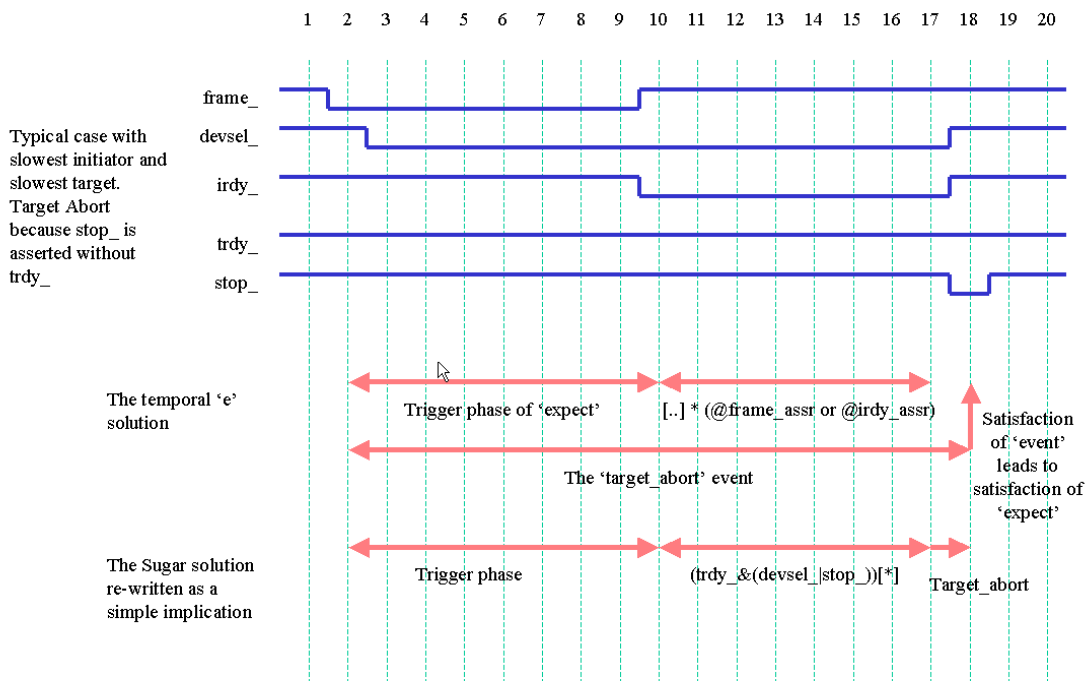 1 2 3 4 5 6 7 8 9 10 11 12 13 14 15 16 17 18 19 20
frame_
devsel_
irdy_
trdy_
stop_
Typical case with
slowest initiator and
slowest target.
Target Abort
because stop_ is
asserted without
trdy_
The temporal ‘e’
solution
Trigger phase of ‘expect’
[..] * (@frame_assr or @irdy_assr)
The ‘target_abort’ event
Satisfaction
of ‘event’
leads to
satisfaction of
‘expect’
The Sugar solution
re-written as a
simple implication
Trigger phase
(trdy_&(devsel_|stop_))[*]
Target_abort